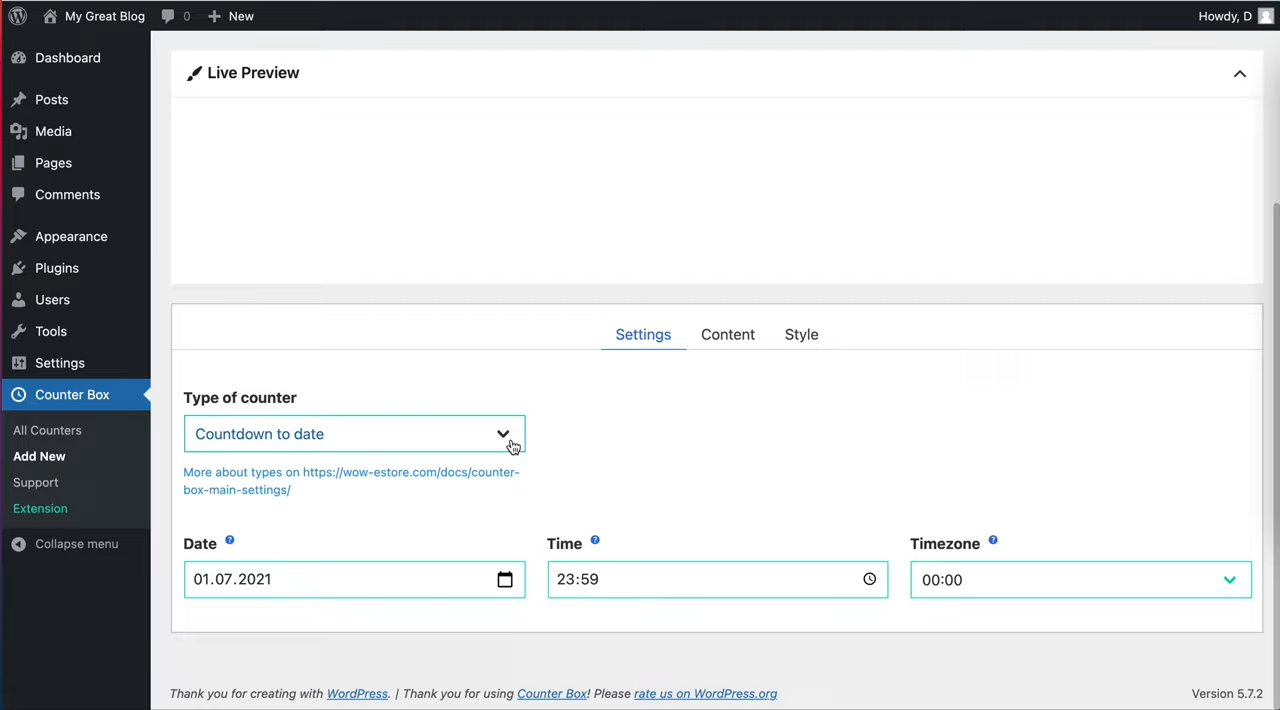 My Great Blog 0 New Howdy, D
Dashboard
Posts
Media
Pages
Comments
Appearance
Plugins
Users
Tools
Settings
Counter Box
All Counters
Add New
Support
Extension
Collapse menu
Live Preview
Settings Content Style
Type of counter
Countdown to date
More about types on https://wow-estore.com/docs/counter-
box-main-settings/
Date ? Time ? Timezone ?
01.07.2021 23:59 00:00
Thank you for creating with WordPress. | Thank you for using Counter Box! Please rate us on WordPress.org Version 5.7.2